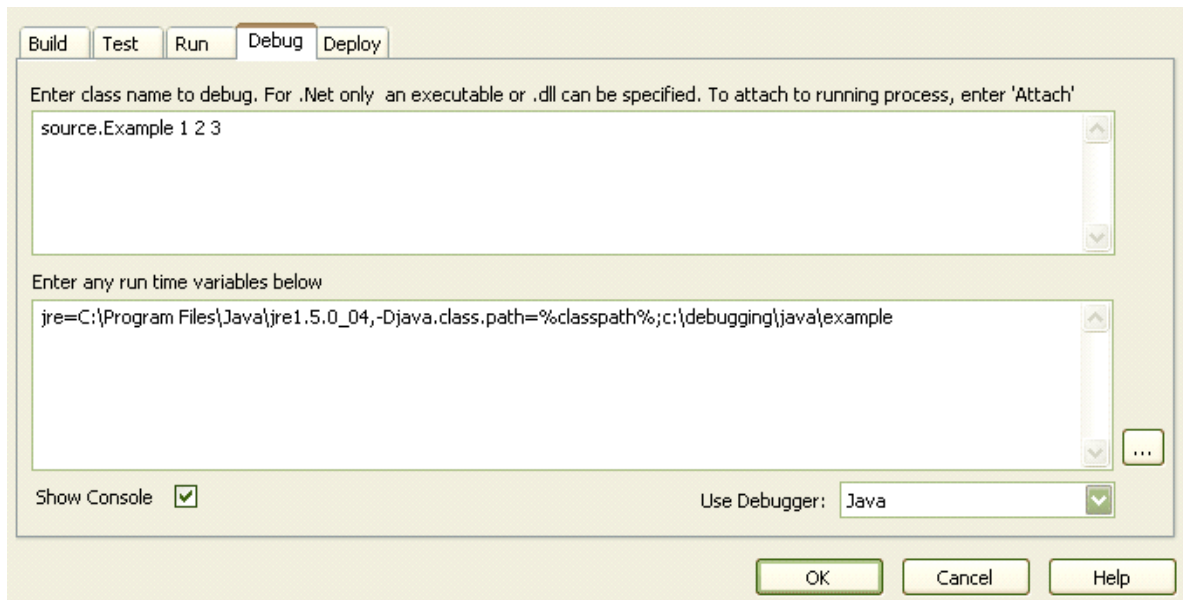 Build Test Run Debug Deploy
Enter class name to debug. For .Net only  an executable or .dll can be specified. To attach to running process, enter 'Attach'
source.Example 1 2 3
Enter any run time variables below
jre=C:\Program Files\Java\jre1.5.0_04,-Djava.class.path=%classpath%;c:\debugging\java\example
...
Show Console Use Debugger: Java
OK Cancel Help